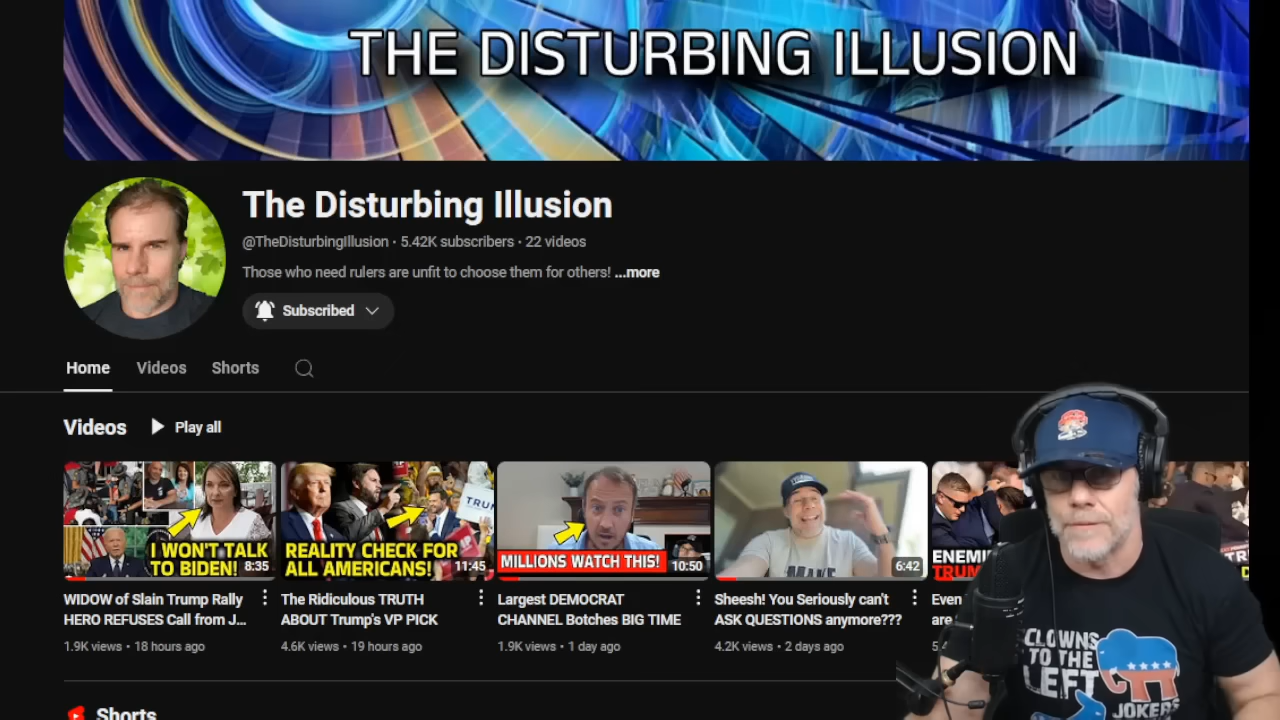 THE DISTURBING ILLUSION
The Disturbing Illusion
@TheDisturbingIllusion · 5.42K subscribers · 22 videos
Those who need rulers are unfit to choose them for others! ...more
Subscribed
Home Videos Shorts
Videos Play all
I WON'T TALK
TO BIDEN! 8:35
WIDOW of Slain Trump Rally
HERO REFUSES Call from J...
1.9K views · 18 hours ago
REALITY CHECK FOR
ALL AMERICANS! 11:45
The Ridiculous TRUTH
ABOUT Trump's VP PICK
4.6K views · 19 hours ago
MILLIONS WATCH THIS! 10:50
Largest DEMOCRAT
CHANNEL Botches BIG TIME
1.9K views · 1 day ago
6:42
Sheesh! You Seriously can't
ASK QUESTIONS anymore???
4.2K views · 2 days ago
Even
are
CLOWNS
TO THE
LEFT
JOKERS
Shorts